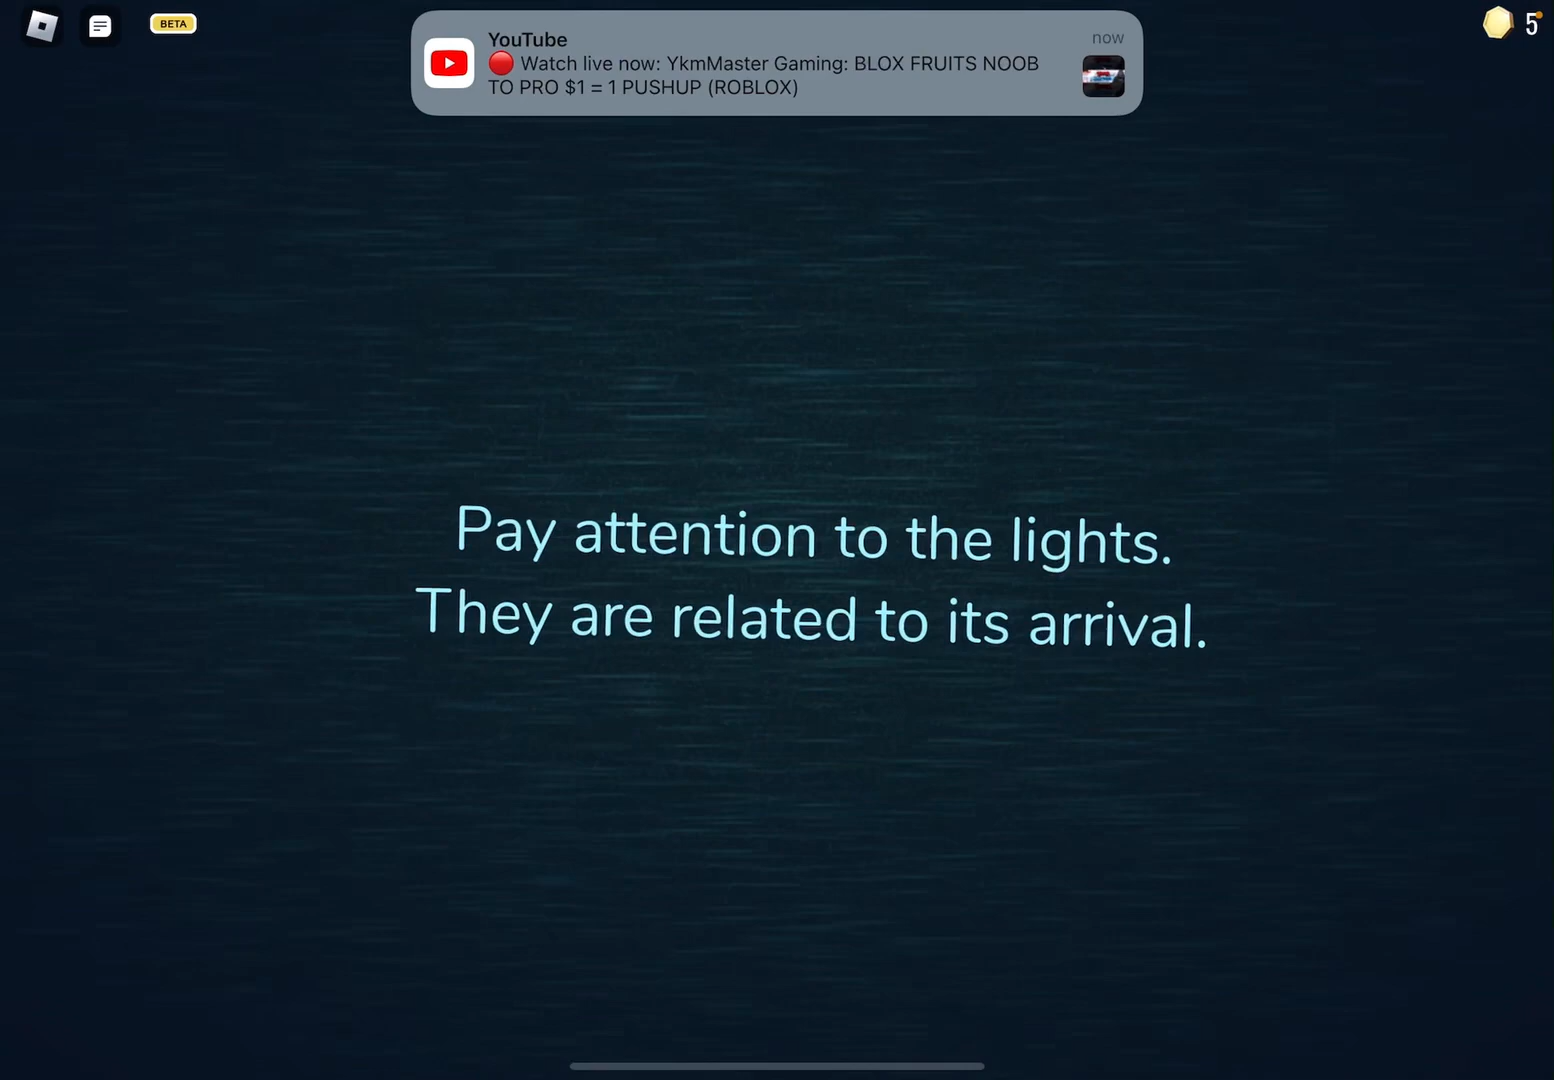 BETA
YouTube
now
🔴 Watch live now: YkmMaster Gaming: BLOX FRUITS NOOB
TO PRO $1 = 1 PUSHUP (ROBLOX)
5
Pay attention to the lights.
They are related to its arrival.